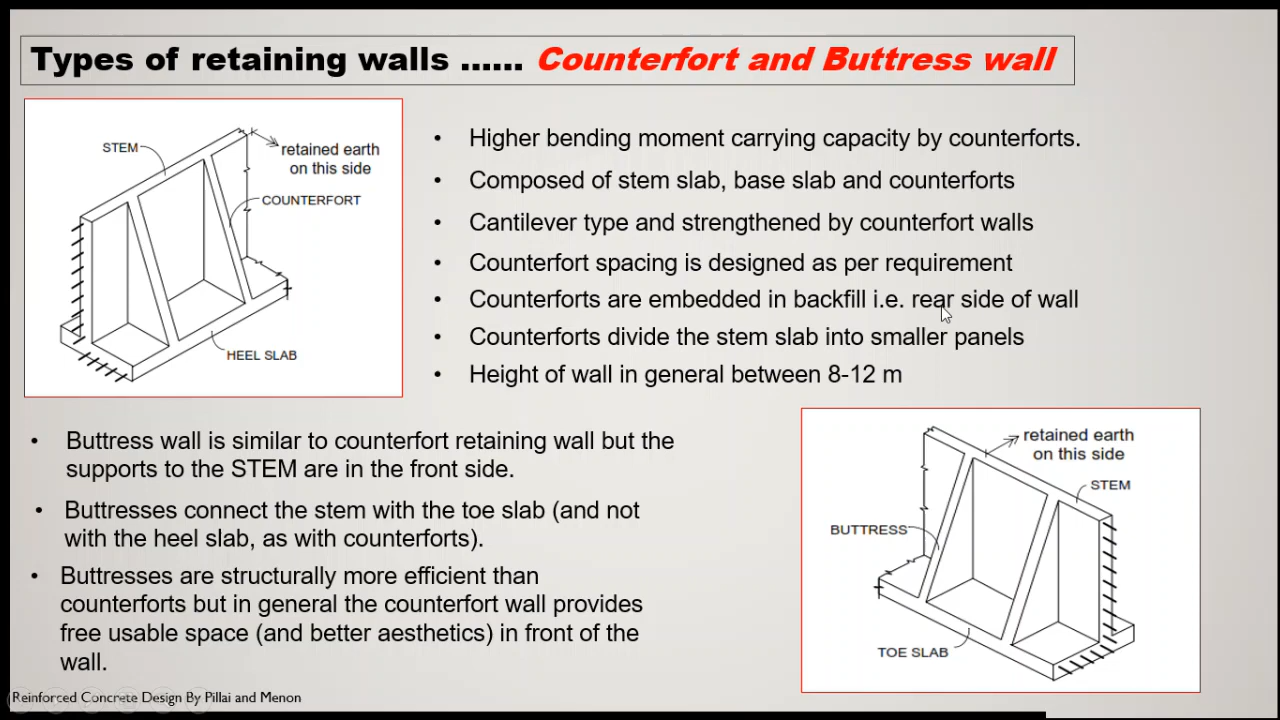 Types of retaining walls ...... Counterfort and Buttress wall
STEM
retained earth
on this side
COUNTERFORT
HEEL SLAB
• Higher bending moment carrying capacity by counterforts.
• Composed of stem slab, base slab and counterforts
• Cantilever type and strengthened by counterfort walls
• Counterfort spacing is designed as per requirement
• Counterforts are embedded in backfill i.e. rear side of wall
• Counterforts divide the stem slab into smaller panels
• Height of wall in general between 8-12 m
• Buttress wall is similar to counterfort retaining wall but the
supports to the STEM are in the front side.
• Buttresses connect the stem with the toe slab (and not
with the heel slab, as with counterforts).
• Buttresses are structurally more efficient than
counterforts but in general the counterfort wall provides
free usable space (and better aesthetics) in front of the
wall.
retained earth
on this side
STEM
BUTTRESS
TOE SLAB
Reinforced Concrete Design By Pillai and Menon